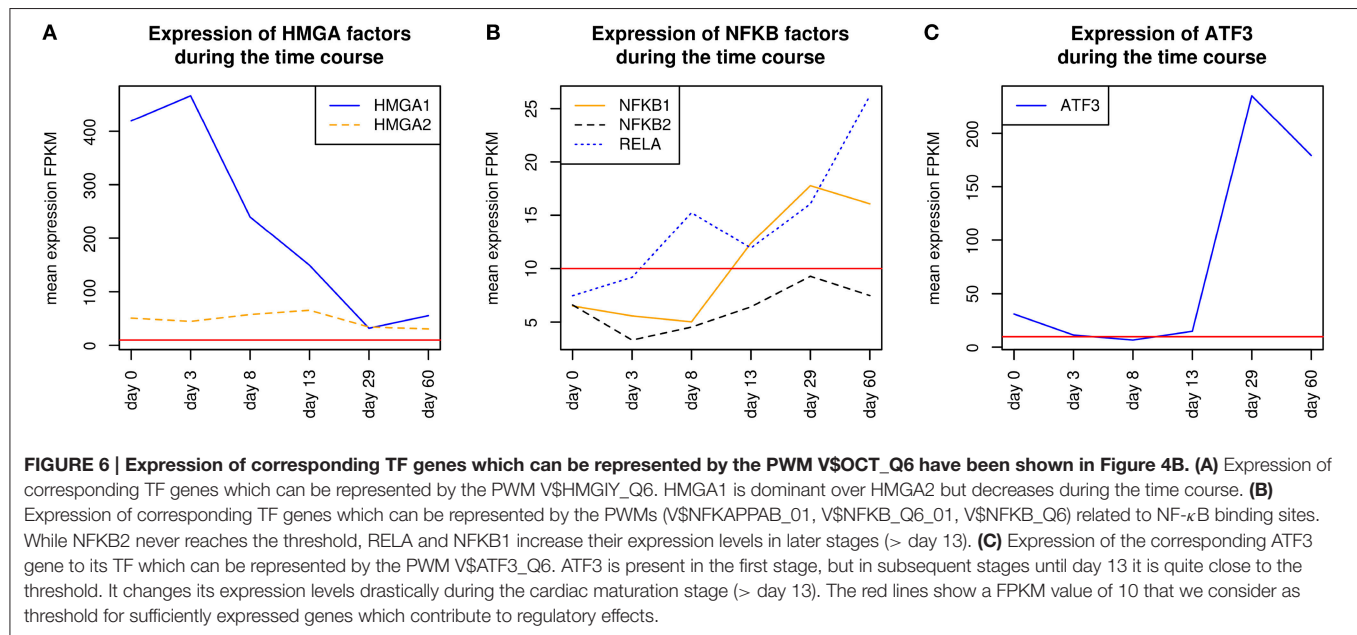 A
Expression of HMGA factors
during the time course
mean expression FPKM
0
100
200
300
400
HMGA1
HMGA2
day 0
day 3
day 8
day 13
day 29
day 60
B
Expression of NFKB factors
during the time course
mean expression FPKM
5
10
15
20
25
NFKB1
NFKB2
RELA
day 0
day 3
day 8
day 13
day 29
day 60
C
Expression of ATF3
during the time course
mean expression FPKM
0
50
100
150
200
ATF3
day 0
day 3
day 8
day 13
day 29
day 60
FIGURE 6 | Expression of corresponding TF genes which can be represented by the PWM V$OCT_Q6 have been shown in Figure 4B. (A) Expression of
corresponding TF genes which can be represented by the PWM V$HMGIY_Q6. HMGA1 is dominant over HMGA2 but decreases during the time course. (B)
Expression of corresponding TF genes which can be represented by the PWMs (V$NFKAPPAB_01, V$NFKB_Q6_01, V$NFKB_Q6) related to NF-κB binding sites.
While NFKB2 never reaches the threshold, RELA and NFKB1 increase their expression levels in later stages (> day 13). (C) Expression of the corresponding ATF3
gene to its TF which can be represented by the PWM V$ATF3_Q6. ATF3 is present in the first stage, but in subsequent stages until day 13 it is quite close to the
threshold. It changes its expression levels drastically during the cardiac maturation stage (> day 13). The red lines show a FPKM value of 10 that we consider as
threshold for sufficiently expressed genes which contribute to regulatory effects.